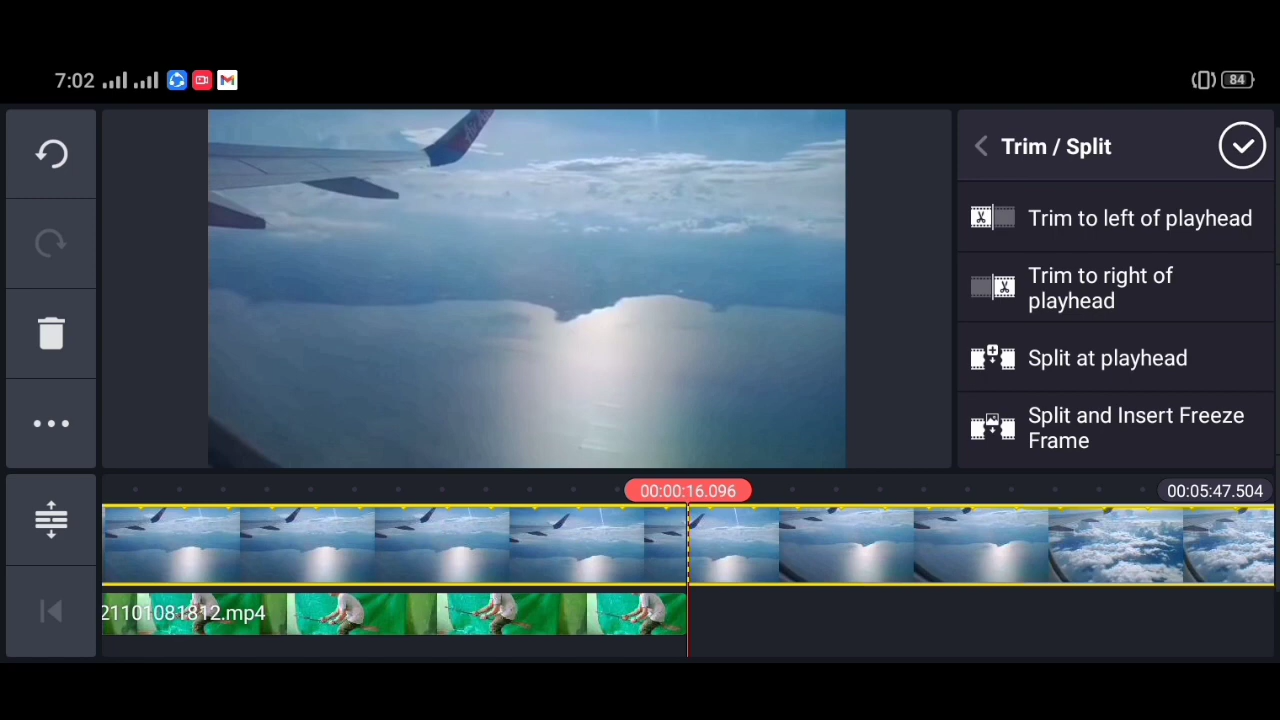 7:02
84
Trim / Split
Trim to left of playhead
Trim to right of
playhead
Split at playhead
Split and Insert Freeze
Frame
00:00:16.096
00:05:47.504
21101081812.mp4